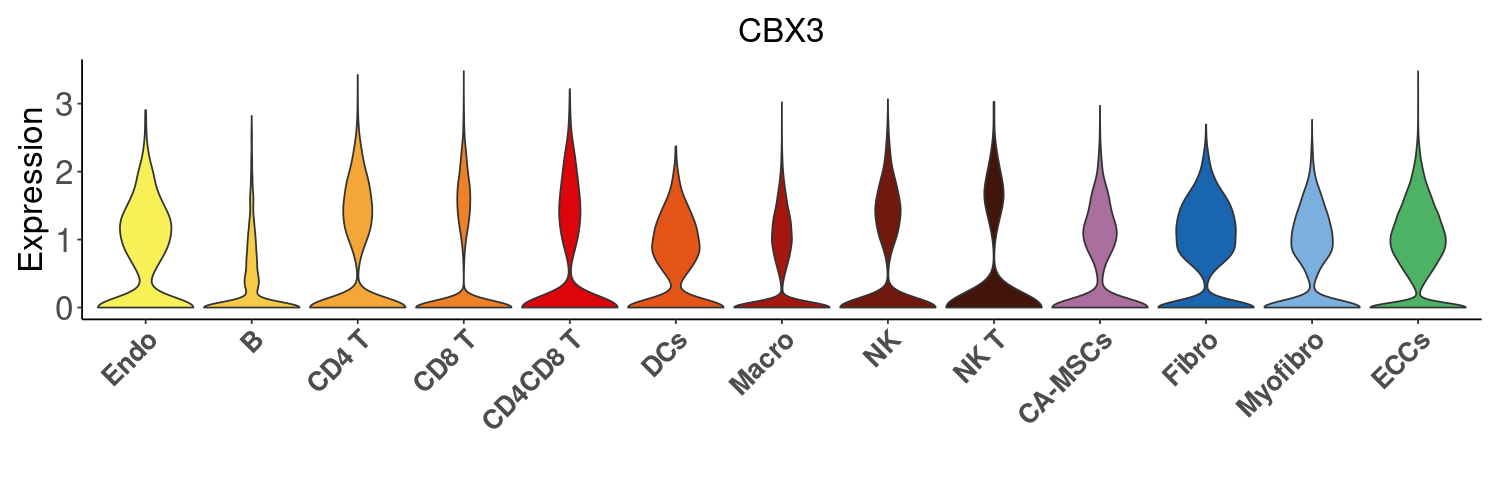 CBX3
Expression
3
2
1
0
Endo
B
CD4 T
CD8 T
CD4CD8 T
DCs
Macro
NK
NK T
CA-MSCs
Fibro
Myofibro
ECCs